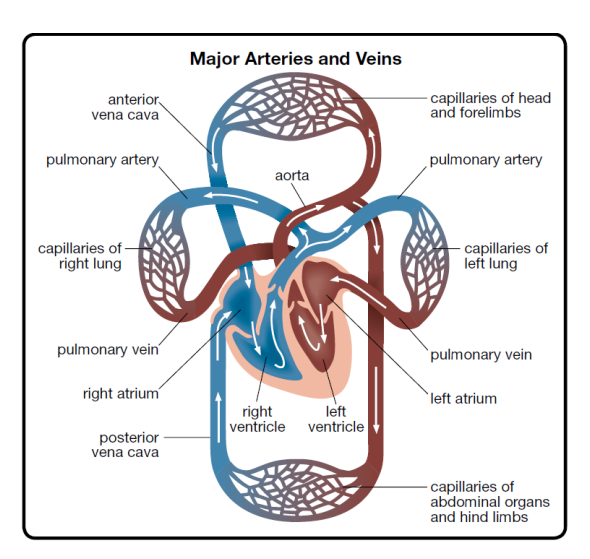 Major Arteries and Veins
anterior
vena cava
capillaries of head
and forelimbs
pulmonary artery
aorta
pulmonary artery
capillaries of
right lung
capillaries of
left lung
pulmonary vein
pulmonary vein
right atrium
left atrium
right
ventricle
left
ventricle
posterior
vena cava
capillaries of
abdominal organs
and hind limbs